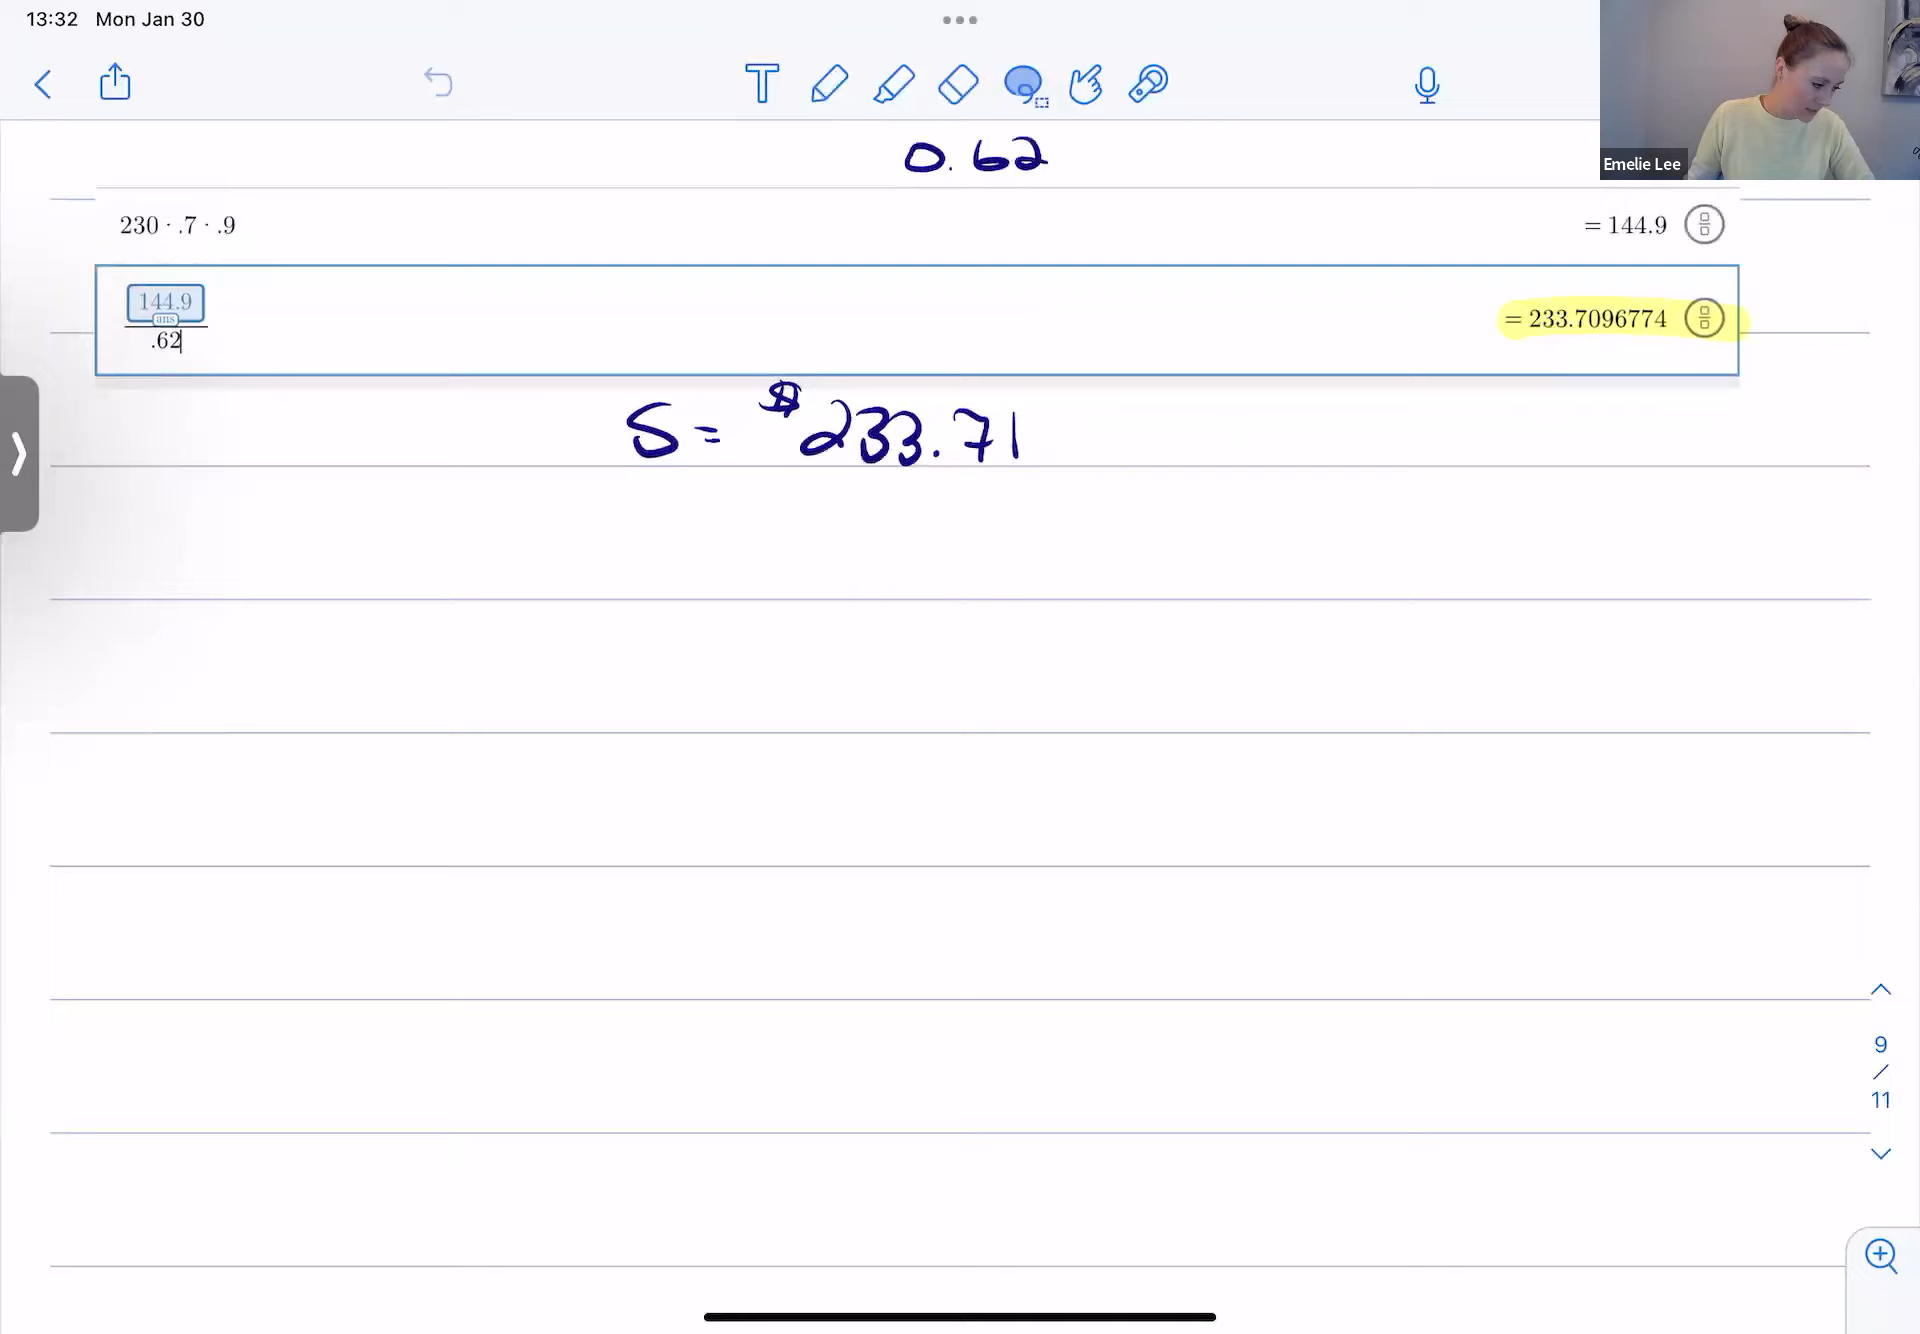 13:32 Mon Jan 30
T
Emelie Lee
0.62
230 · .7 · .9 = 144.9
144.9
ans
.62
= 233.7096774
S = $233.71
9
/
11